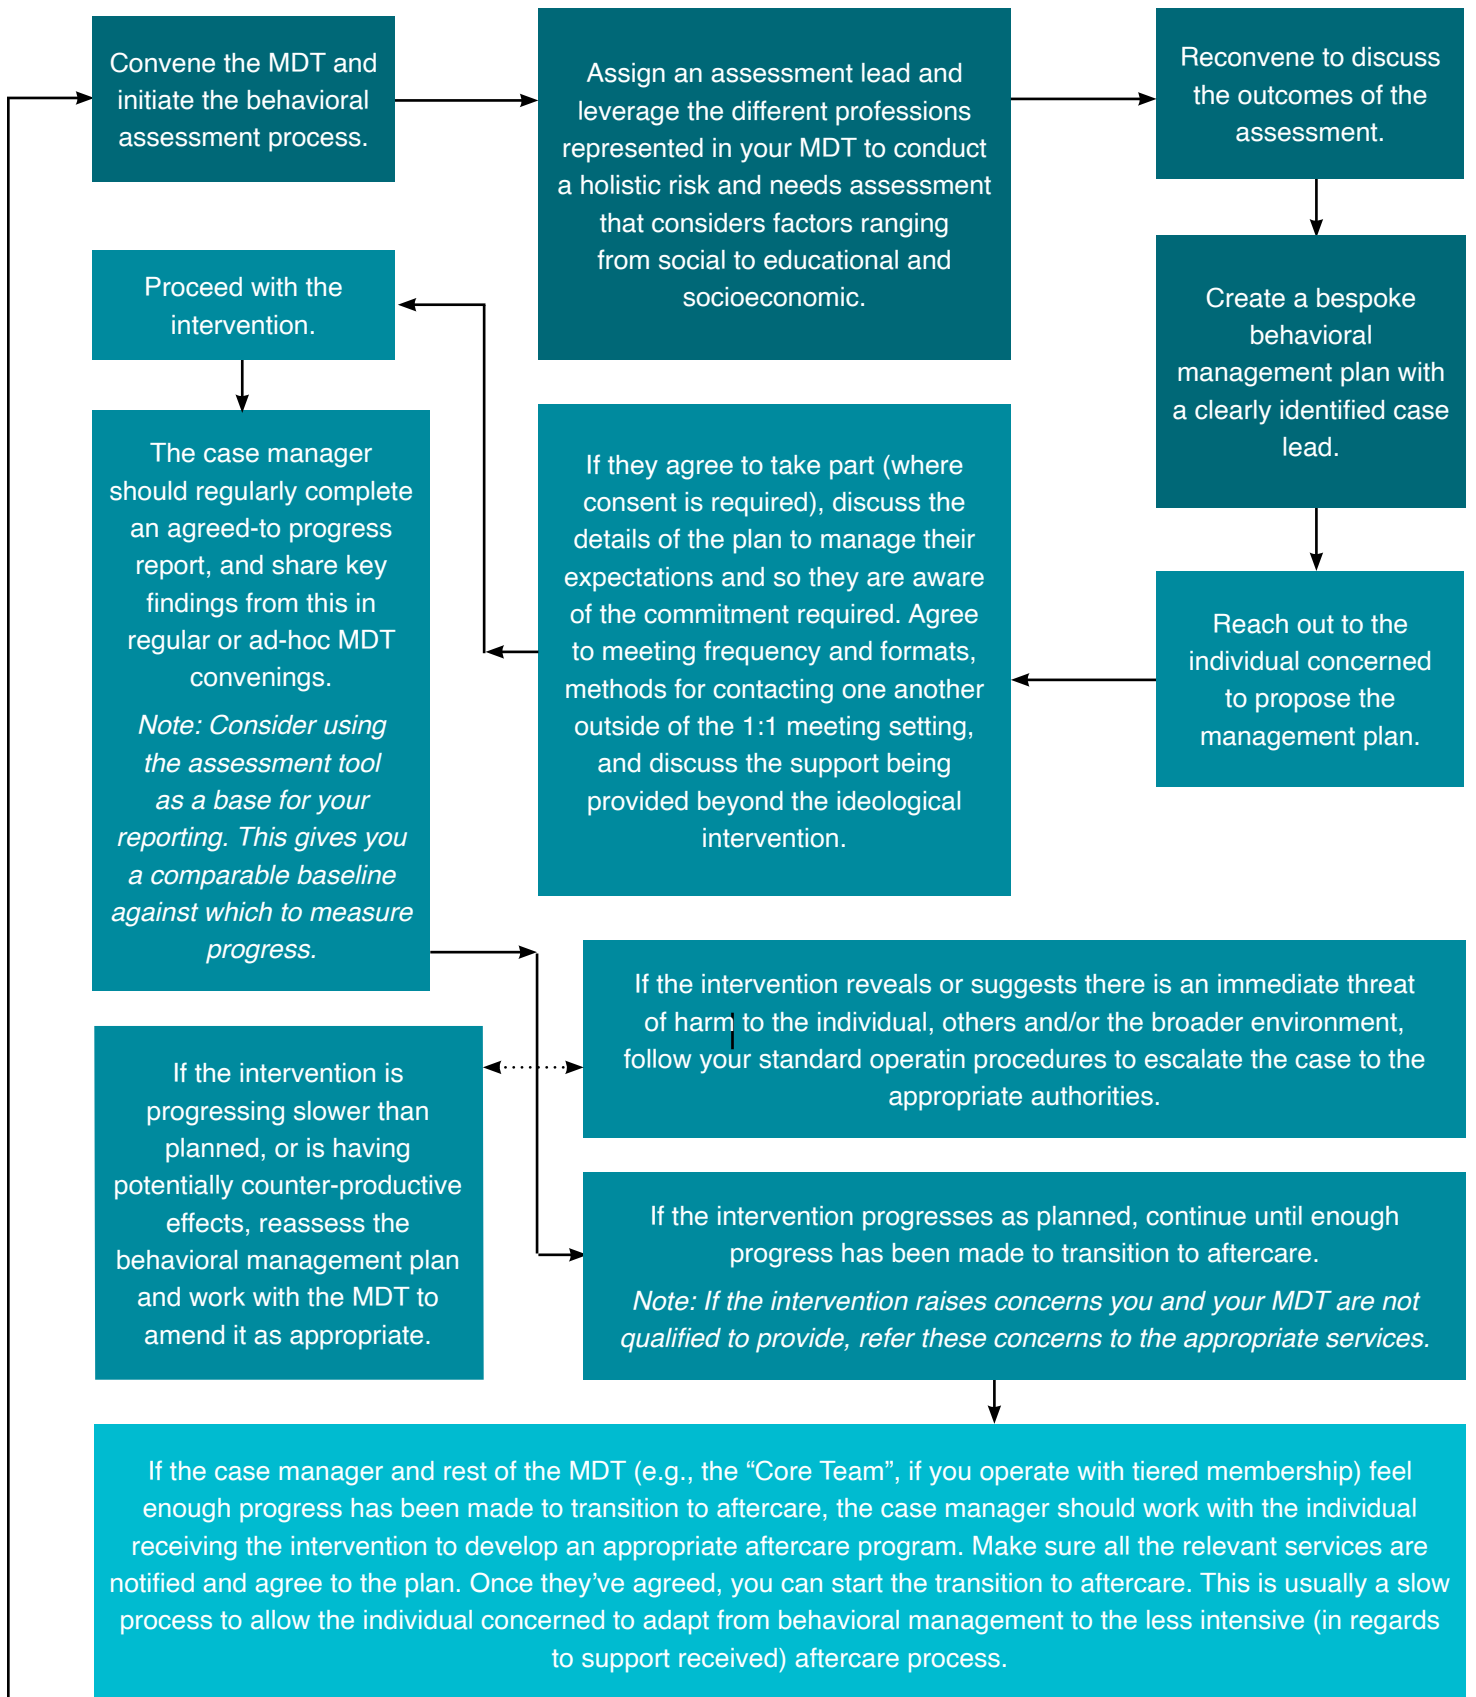 Convene the MDT and
initiate the behavioral
assessment process.
Assign an assessment lead and
leverage the different professions
represented in your MDT to conduct
a holistic risk and needs assessment
that considers factors ranging
from social to educational and
socioeconomic.
Reconvene to discuss
the outcomes of the
assessment.
Create a bespoke
behavioral
management plan with
a clearly identified case
lead.
Reach out to the
individual concerned
to propose the
management plan.
If they agree to take part (where
consent is required), discuss the
details of the plan to manage their
expectations and so they are aware
of the commitment required. Agree
to meeting frequency and formats,
methods for contacting one another
outside of the 1:1 meeting setting,
and discuss the support being
provided beyond the ideological
intervention.
Proceed with the
intervention.
The case manager
should regularly complete
an agreed-to progress
report, and share key
findings from this in
regular or ad-hoc MDT
convenings.
Note: Consider using
the assessment tool
as a base for your
reporting. This gives you
a comparable baseline
against which to measure
progress.
If the intervention reveals or suggests there is an immediate threat
of harm to the individual, others and/or the broader environment,
follow your standard operatin procedures to escalate the case to the
appropriate authorities.
If the intervention is
progressing slower than
planned, or is having
potentially counter-productive
effects, reassess the
behavioral management plan
and work with the MDT to
amend it as appropriate.
If the intervention progresses as planned, continue until enough
progress has been made to transition to aftercare.
Note: If the intervention raises concerns you and your MDT are not
qualified to provide, refer these concerns to the appropriate services.
If the case manager and rest of the MDT (e.g., the “Core Team”, if you operate with tiered membership) feel
enough progress has been made to transition to aftercare, the case manager should work with the individual
receiving the intervention to develop an appropriate aftercare program. Make sure all the relevant services are
notified and agree to the plan. Once they’ve agreed, you can start the transition to aftercare. This is usually a slow
process to allow the individual concerned to adapt from behavioral management to the less intensive (in regards
to support received) aftercare process.